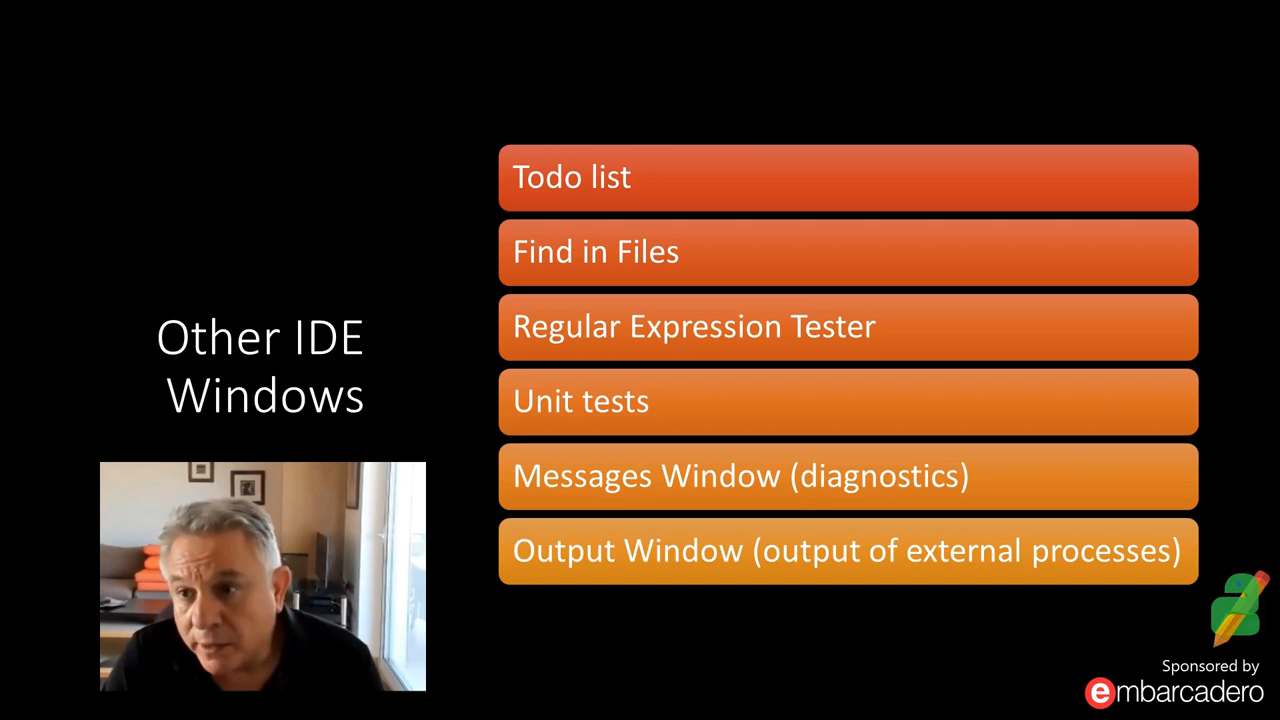 Other IDE
Windows
Todo list
Find in Files
Regular Expression Tester
Unit tests
Messages Window (diagnostics)
Output Window (output of external processes)
Sponsored by
embarcadero